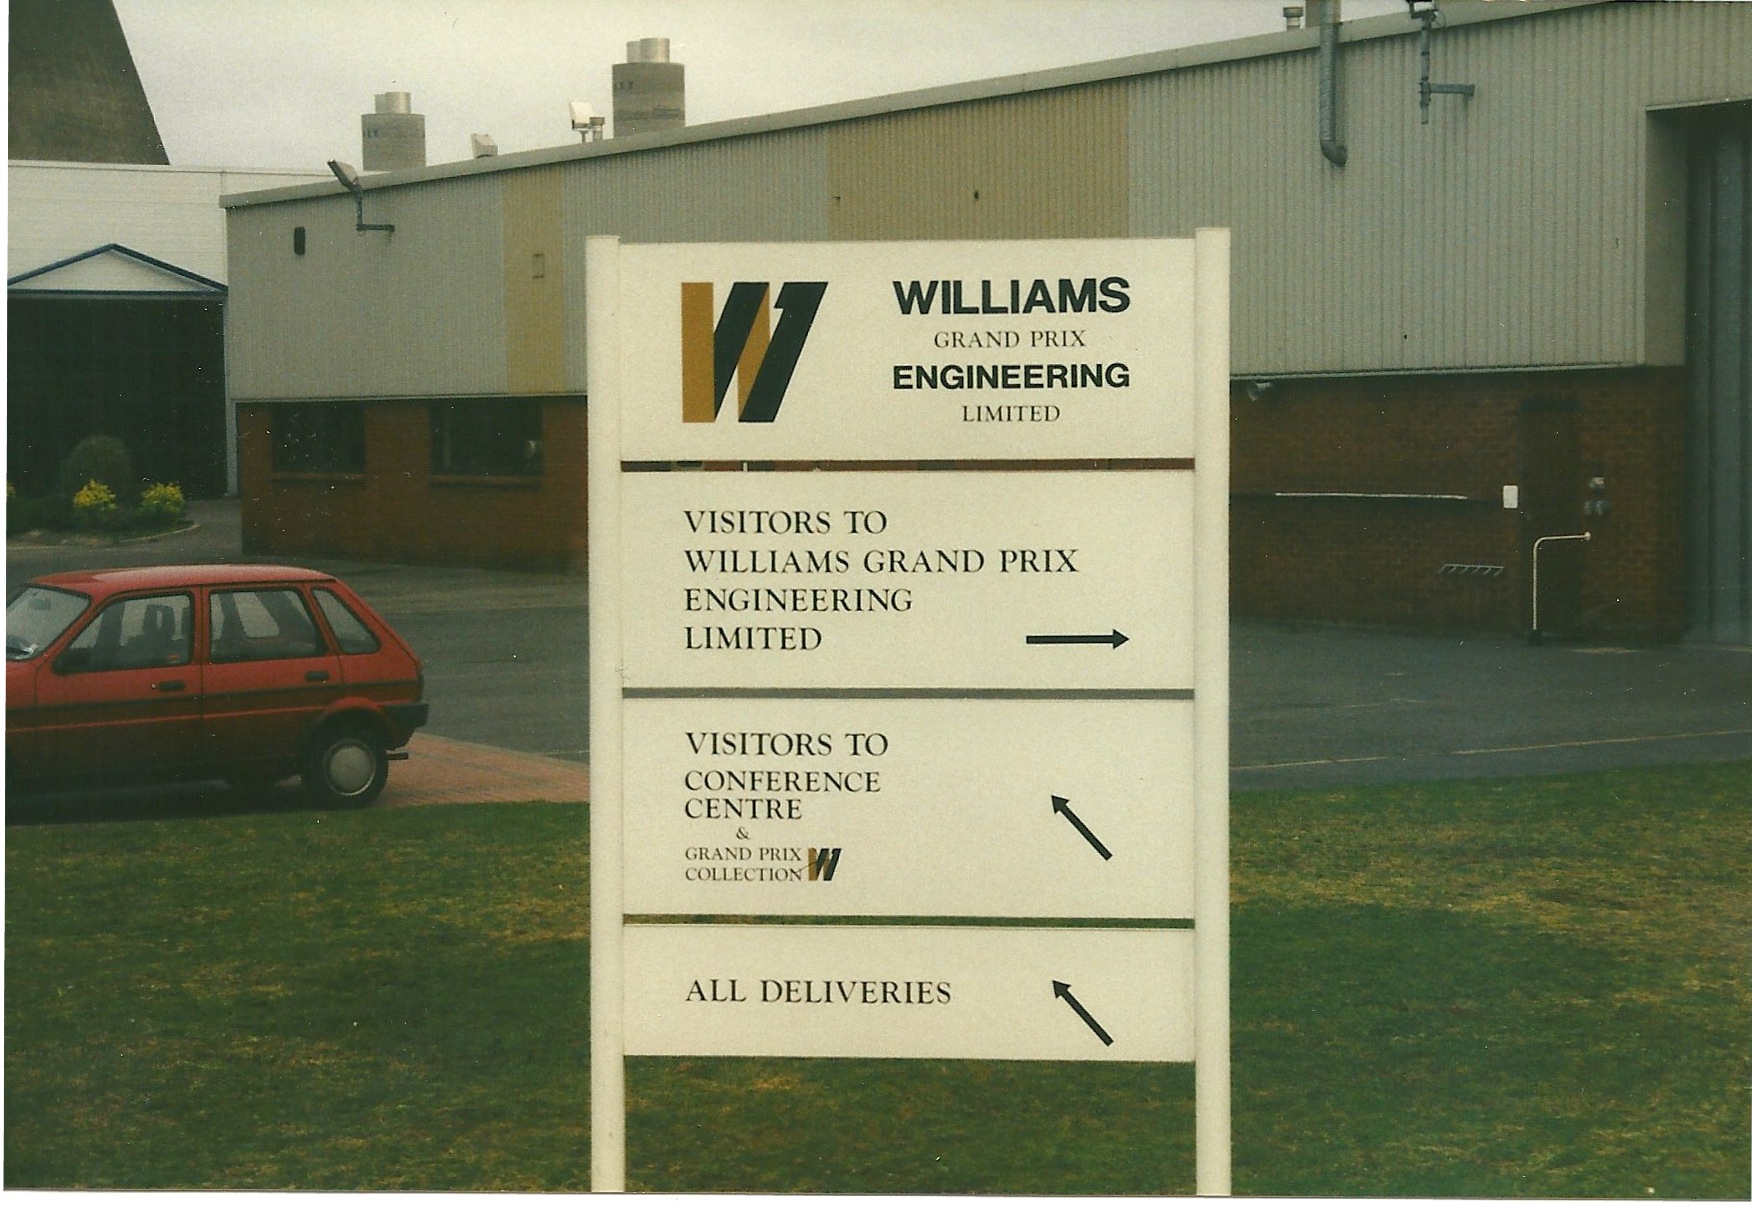 WILLIAMS
GRAND PRIX
ENGINEERING
LIMITED
VISITORS TO
WILLIAMS GRAND PRIX
ENGINEERING
LIMITED
VISITORS TO
CONFERENCE
CENTRE
&
GRAND PRIX
COLLECTION
ALL DELIVERIES